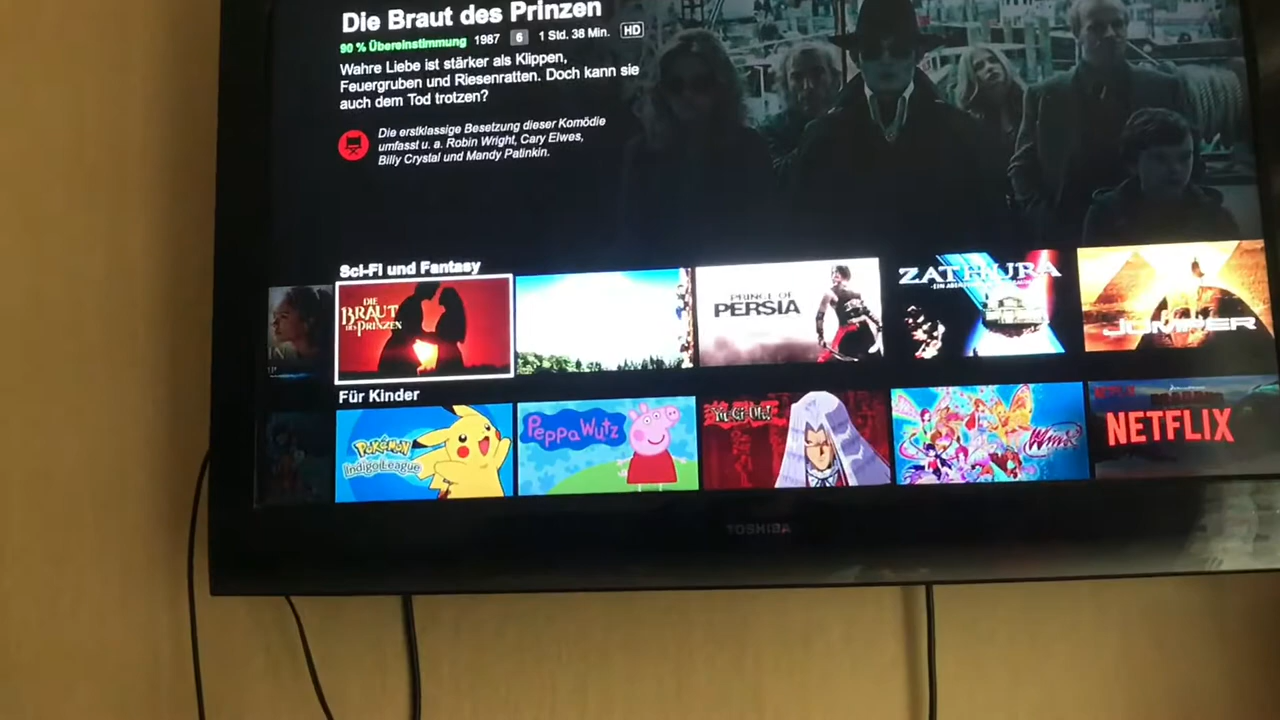 Die Braut des Prinzen
90 % Übereinstimmung 1987 6 1 Std. 38 Min. HD
Wahre Liebe ist stärker als Klippen,
Feuergruben und Riesenratten. Doch kann sie
auch dem Tod trotzen?
Die erstklassige Besetzung dieser Komödie
umfasst u. a. Robin Wright, Cary Elwes,
Billy Crystal und Mandy Patinkin.
Sci-Fi und Fantasy
DIE
BRAUT
DES PRINZEN
PRINCE OF
PERSIA
ZATHURA
JUMPER
Für Kinder
Pokémon
Indigo League
Peppa Wutz
Yu-Gi-Oh!
Winx
NETFLIX
TOSHIBA